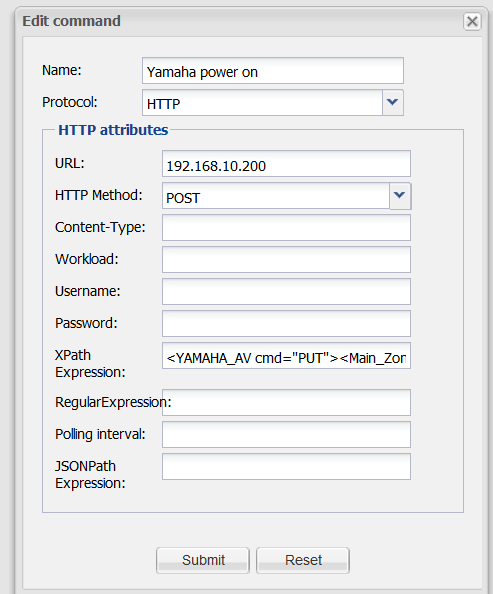 Edit command
Name: Yamaha power on
Protocol: HTTP
HTTP attributes
URL: 192.168.10.200
HTTP Method: POST
Content-Type:
Workload:
Username:
Password:
XPath Expression: <YAMAHA_AV cmd="PUT"><Main_Zon
RegularExpression:
Polling interval:
JSONPath
Expression:
Submit Reset